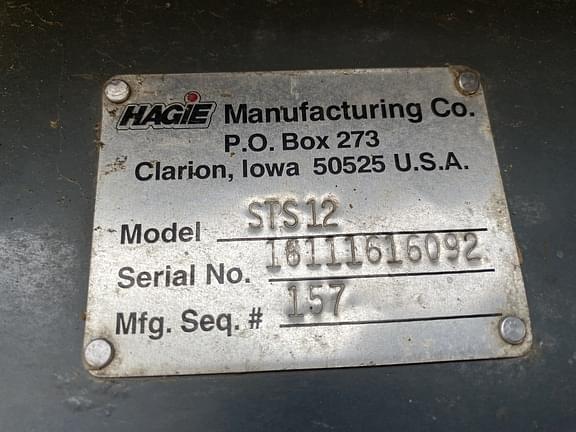 HAGIE Manufacturing Co.
P.O. Box 273
Clarion, Iowa 50525 U.S.A.
Model STS12
Serial No. 16111616092
Mfg. Seq. # 157